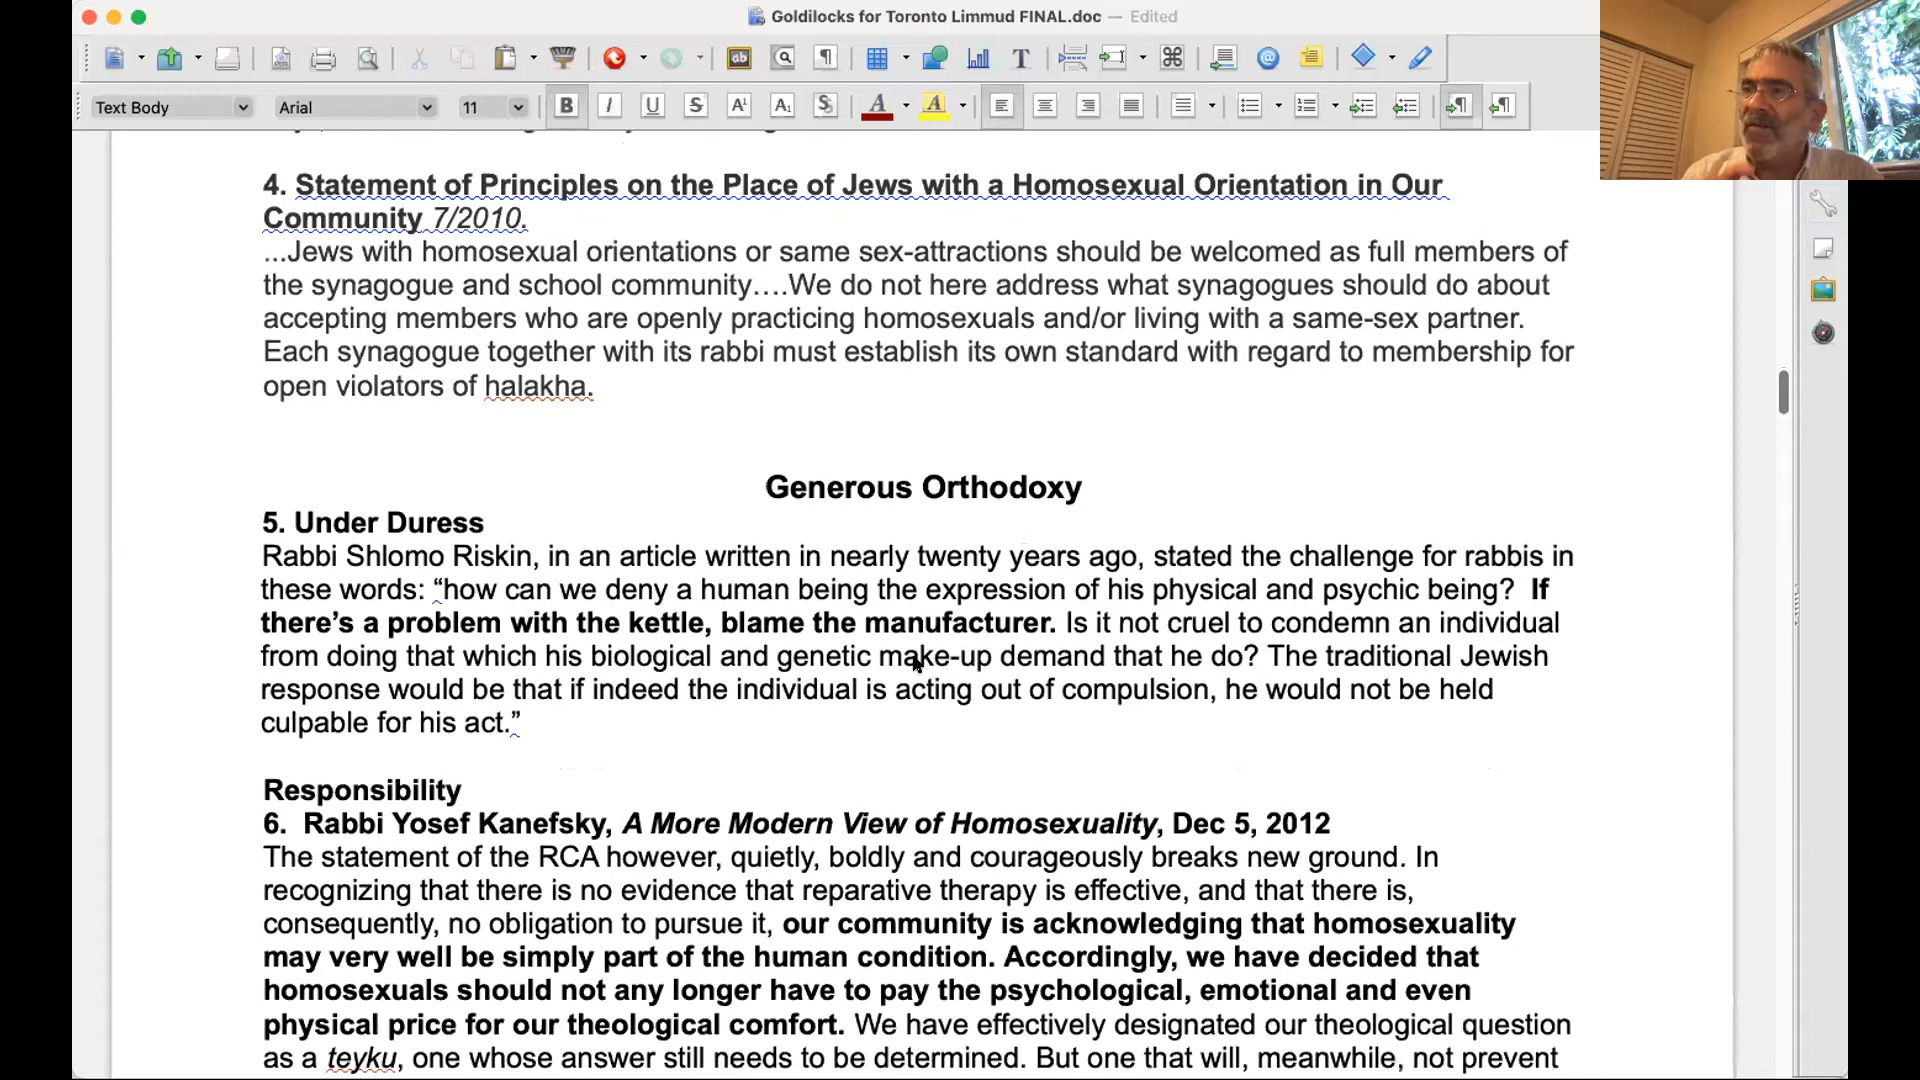 Goldilocks for Toronto Limmud FINAL.doc — Edited
Text Body Arial 11
4. Statement of Principles on the Place of Jews with a Homosexual Orientation in Our
Community 7/2010.
...Jews with homosexual orientations or same sex-attractions should be welcomed as full members of
the synagogue and school community….We do not here address what synagogues should do about
accepting members who are openly practicing homosexuals and/or living with a same-sex partner.
Each synagogue together with its rabbi must establish its own standard with regard to membership for
open violators of halakha.
Generous Orthodoxy
5. Under Duress
Rabbi Shlomo Riskin, in an article written in nearly twenty years ago, stated the challenge for rabbis in
these words: “how can we deny a human being the expression of his physical and psychic being? If
there’s a problem with the kettle, blame the manufacturer. Is it not cruel to condemn an individual
from doing that which his biological and genetic make-up demand that he do? The traditional Jewish
response would be that if indeed the individual is acting out of compulsion, he would not be held
culpable for his act.”
Responsibility
6. Rabbi Yosef Kanefsky, A More Modern View of Homosexuality, Dec 5, 2012
The statement of the RCA however, quietly, boldly and courageously breaks new ground. In
recognizing that there is no evidence that reparative therapy is effective, and that there is,
consequently, no obligation to pursue it, our community is acknowledging that homosexuality
may very well be simply part of the human condition. Accordingly, we have decided that
homosexuals should not any longer have to pay the psychological, emotional and even
physical price for our theological comfort. We have effectively designated our theological question
as a teyku, one whose answer still needs to be determined. But one that will, meanwhile, not prevent